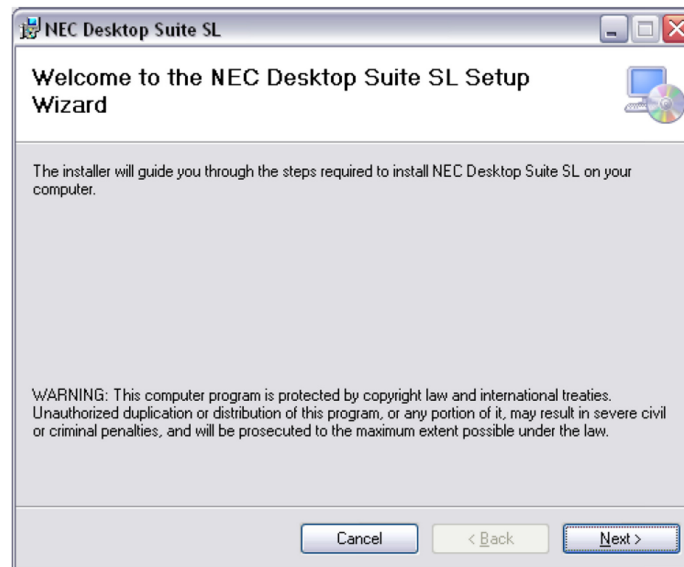 NEC Desktop Suite SL
Welcome to the NEC Desktop Suite SL Setup
Wizard
The installer will guide you through the steps required to install NEC Desktop Suite SL on your
computer.
WARNING: This computer program is protected by copyright law and international treaties.
Unauthorized duplication or distribution of this program, or any portion of it, may result in severe civil
or criminal penalties, and will be prosecuted to the maximum extent possible under the law.
Cancel < Back Next >